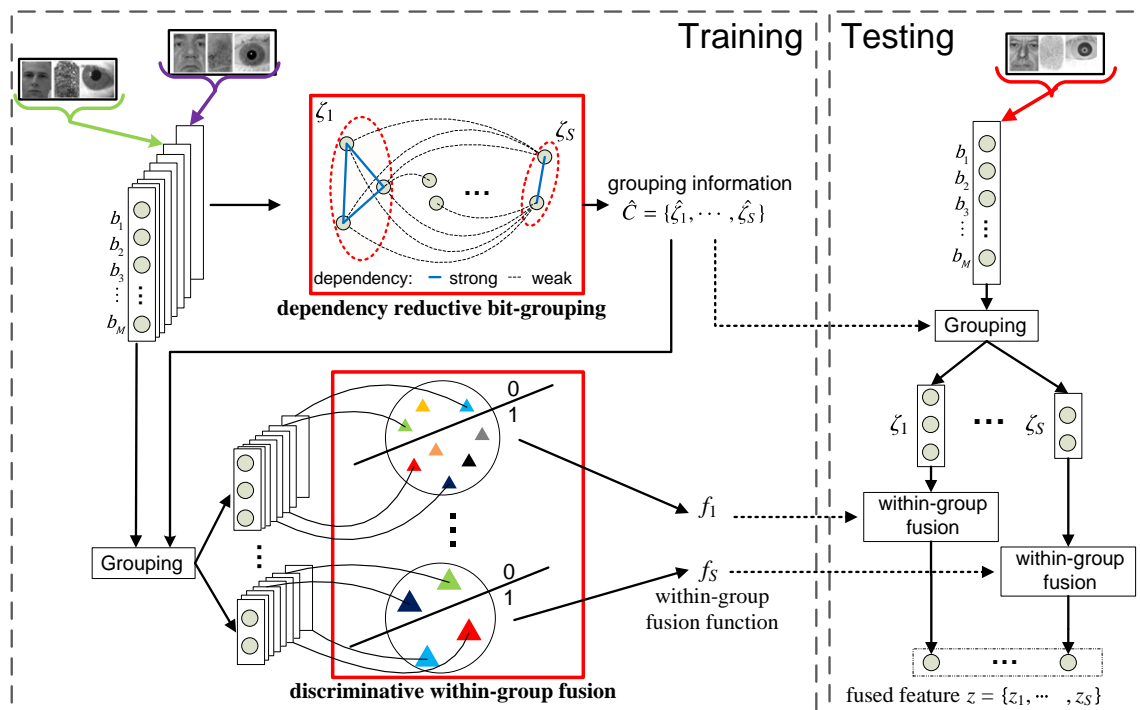 Training
Testing
ζ1
ζS
b1
b2
b3
⋮
bM
...
dependency: strong weak
dependency reductive bit-grouping
grouping information
Ĉ = {ζ̂1, ⋯ , ζ̂S}
b1
b2
b3
⋮
bM
Grouping
ζ1
...
ζS
within-group
fusion
within-group
fusion
...
fused feature z = {z1, ⋯ , zS}
Grouping
0
1
0
1
f1
fS
within-group
fusion function
discriminative within-group fusion